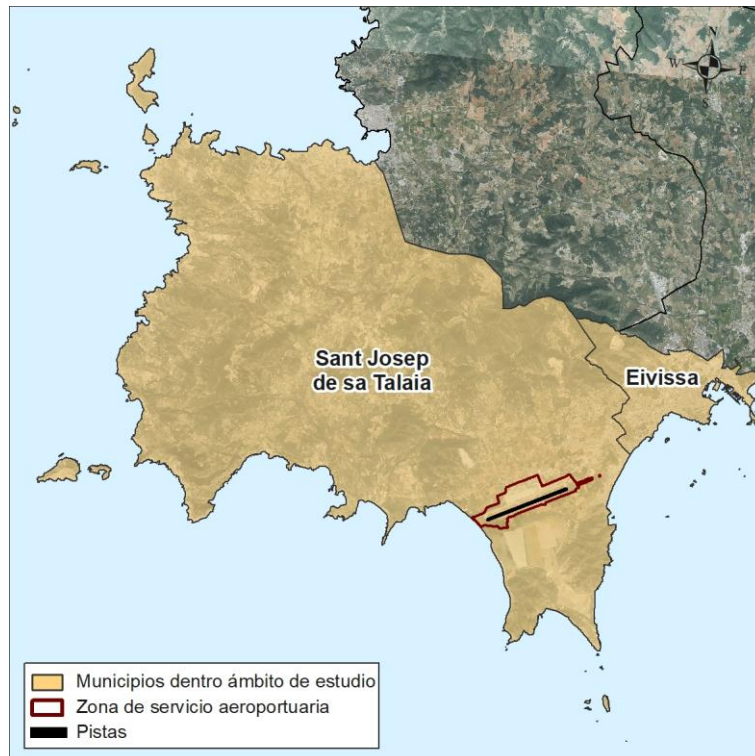 N
W E
S
Sant Josep
de sa Talaia
Eivissa
Municipios dentro ámbito de estudio
Zona de servicio aeroportuaria
Pistas